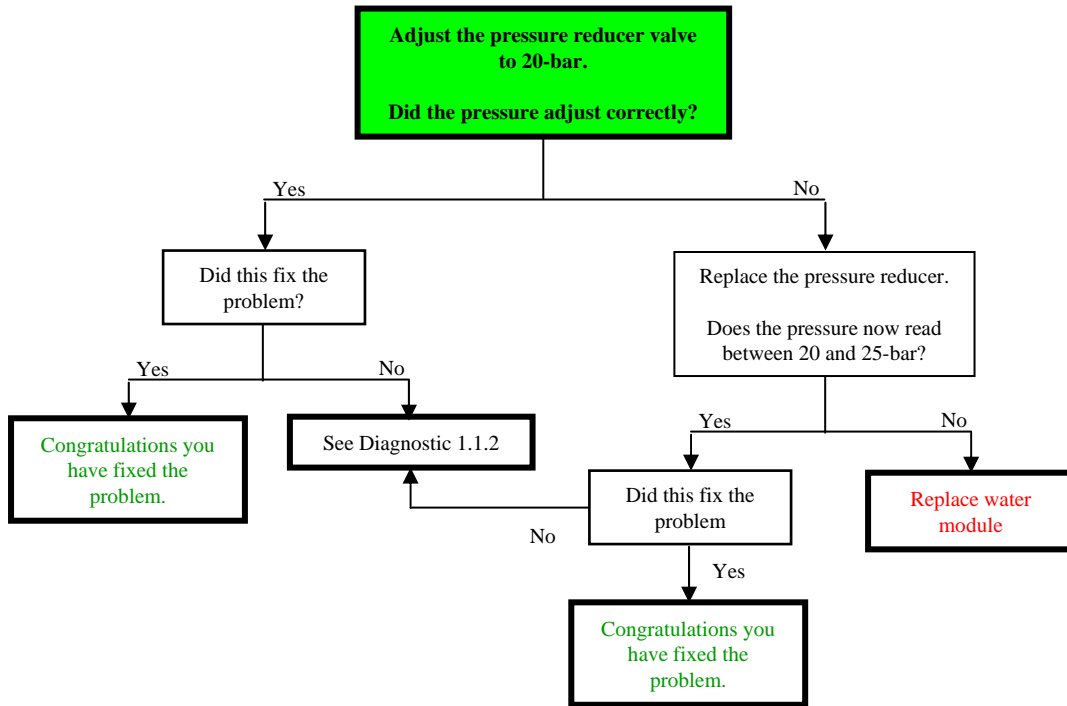 Adjust the pressure reducer valve
to 20-bar.
Did the pressure adjust correctly?
Yes
No
Did this fix the
problem?
Replace the pressure reducer.
Does the pressure now read
between 20 and 25-bar?
Yes
No
Yes
No
Congratulations you
have fixed the
problem.
See Diagnostic 1.1.2
Did this fix the
problem
Replace water
module
No
Yes
Congratulations you
have fixed the
problem.